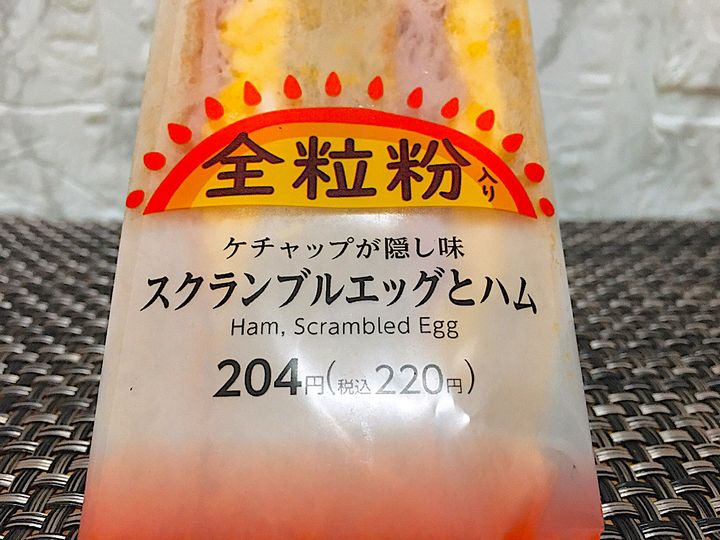 全粒粉入り
ケチャップが隠し味
スクランブルエッグとハム
Ham, Scrambled Egg
204円(税込220円)